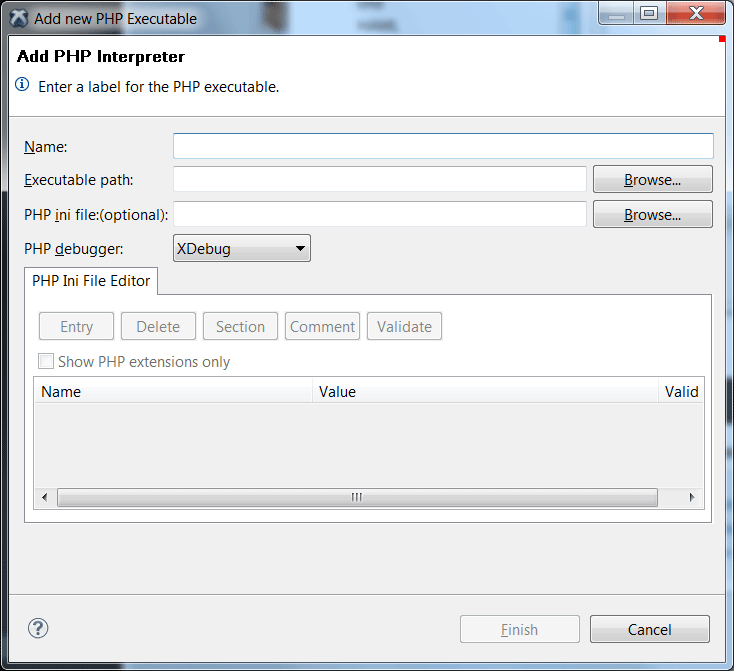 Add new PHP Executable
Add PHP Interpreter
Enter a label for the PHP executable.
Name:
Executable path:
Browse...
PHP ini file:(optional):
Browse...
PHP debugger:
XDebug
PHP Ini File Editor
Entry Delete Section Comment Validate
Show PHP extensions only
Name Value Valid
?
Finish Cancel